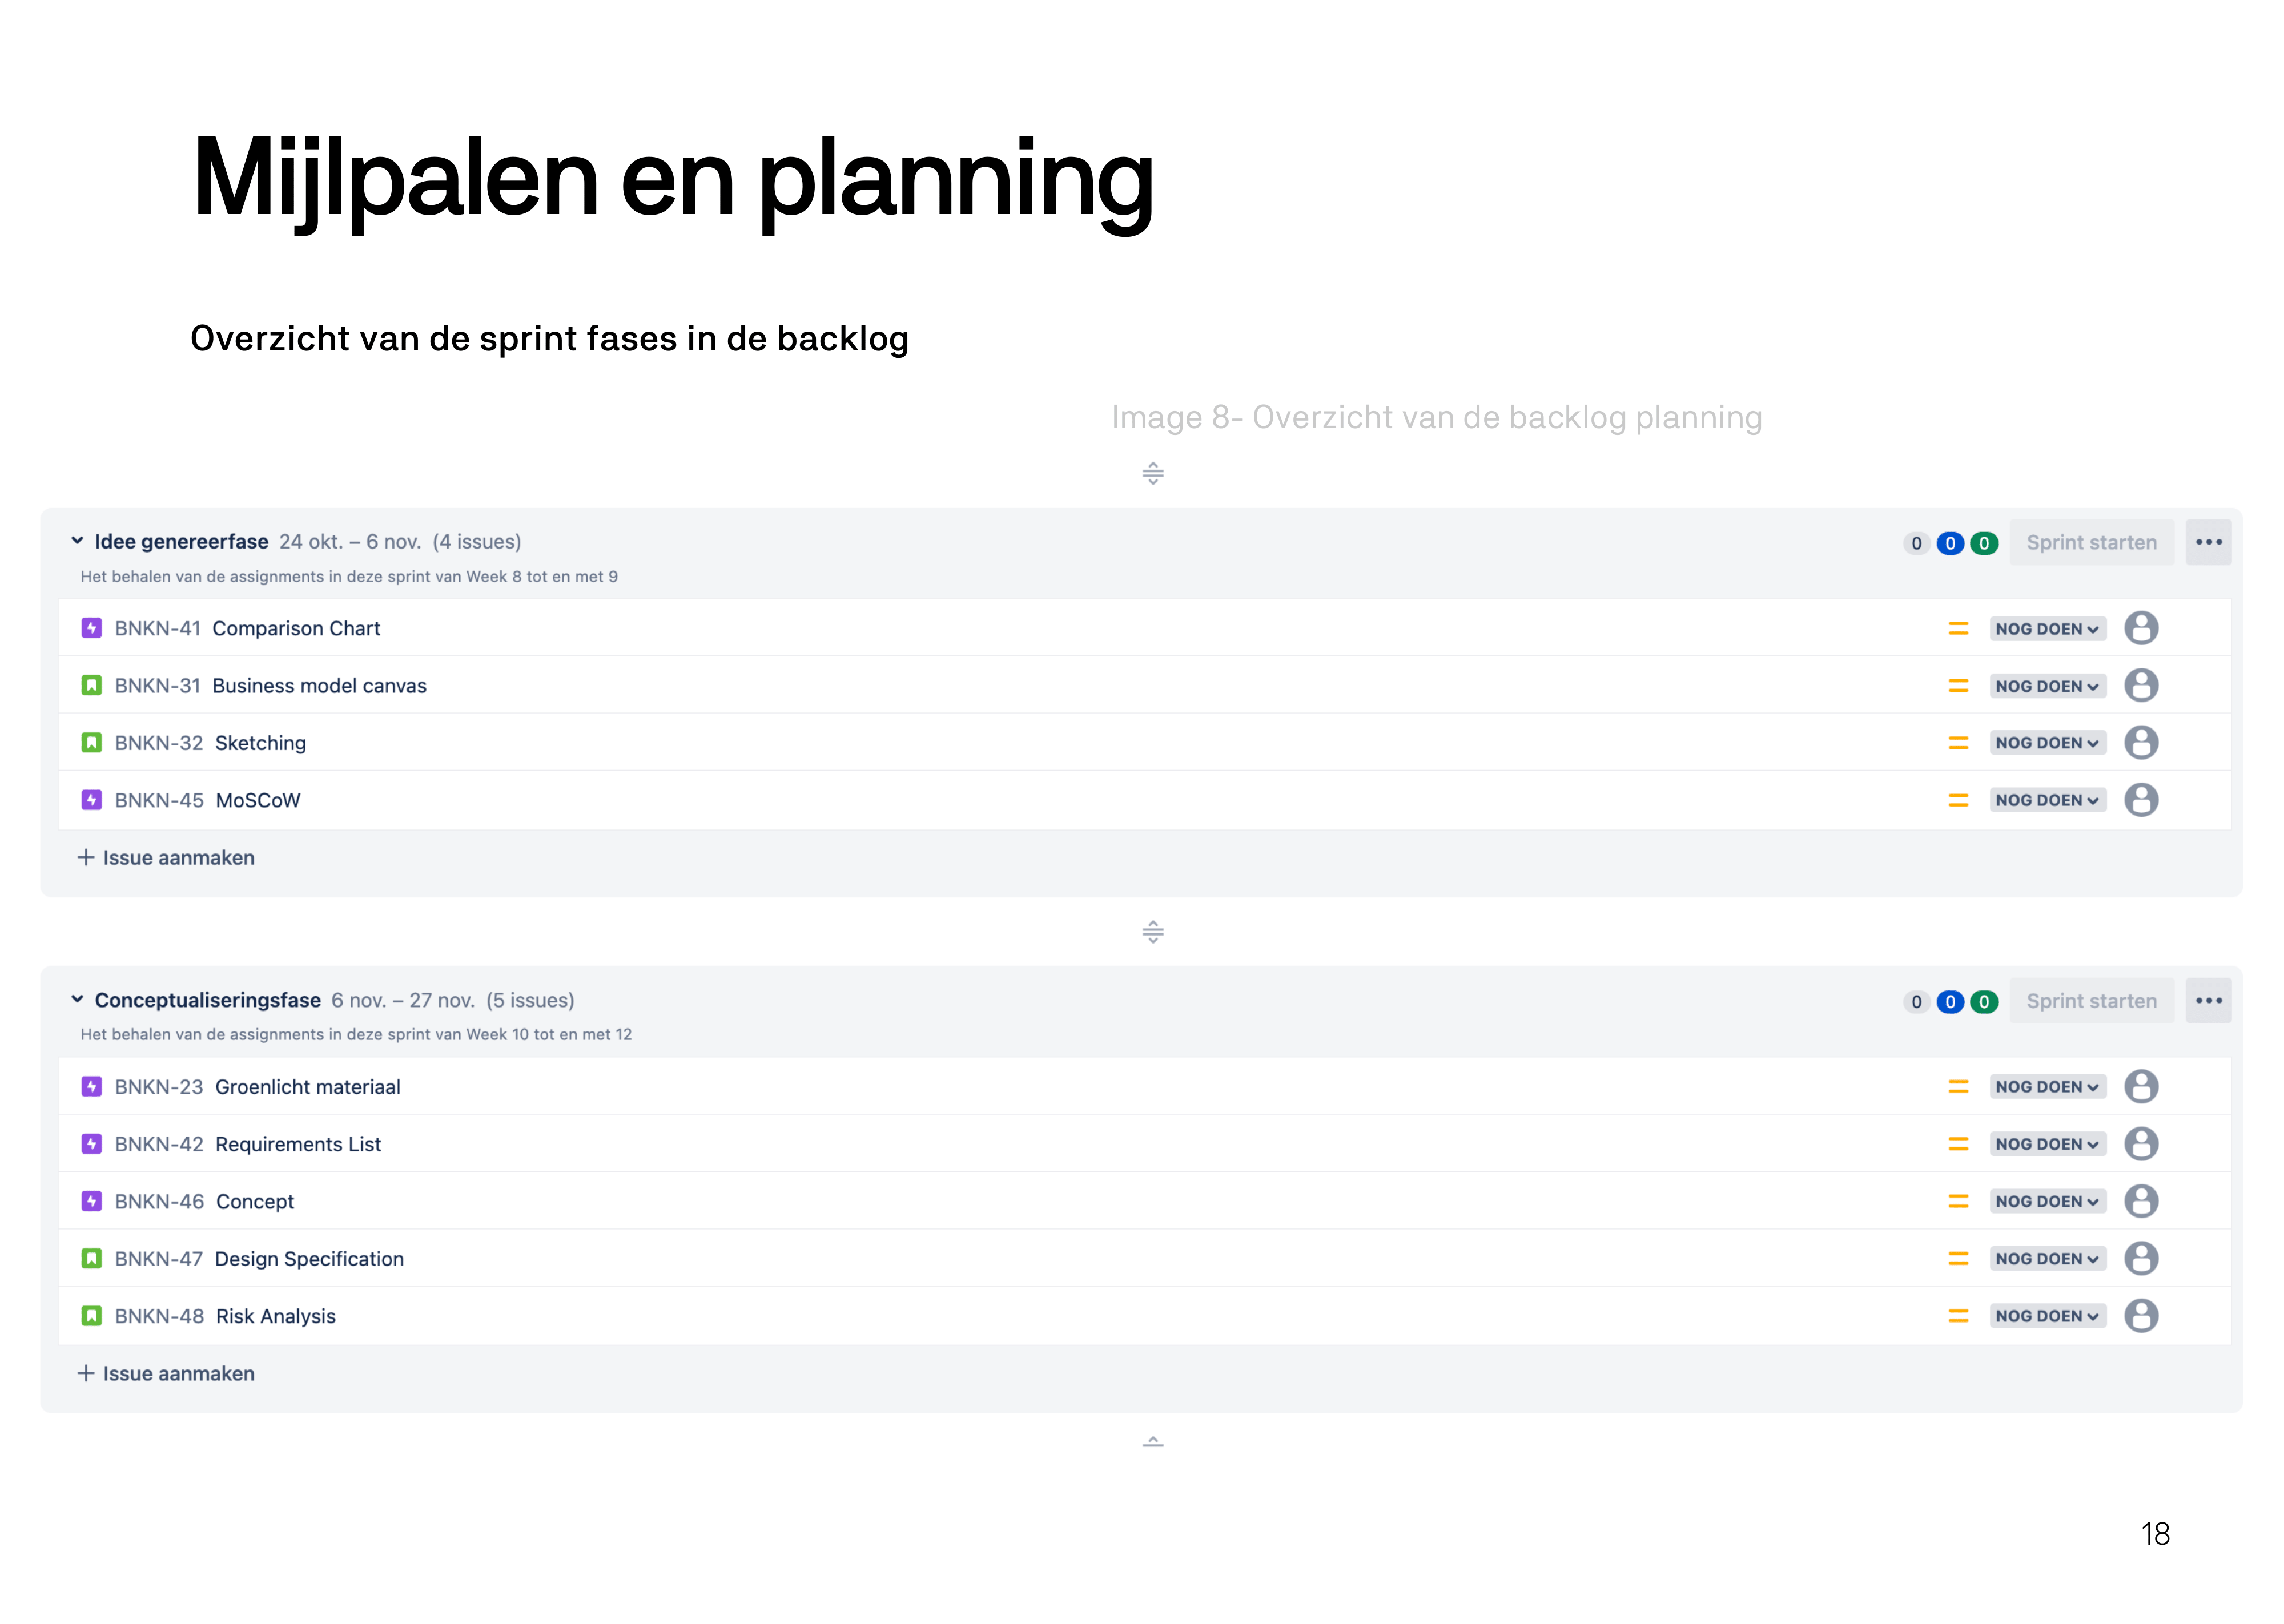 Mijlpalen en planning
Overzicht van de sprint fases in de backlog
Image 8- Overzicht van de backlog planning
Idee genereerfase 24 okt. – 6 nov. (4 issues) 0 0 0 Sprint starten
Het behalen van de assignments in deze sprint van Week 8 tot en met 9
BNKN-41 Comparison Chart NOG DOEN
BNKN-31 Business model canvas NOG DOEN
BNKN-32 Sketching NOG DOEN
BNKN-45 MoSCoW NOG DOEN
+ Issue aanmaken
Conceptualiseringsfase 6 nov. – 27 nov. (5 issues) 0 0 0 Sprint starten
Het behalen van de assignments in deze sprint van Week 10 tot en met 12
BNKN-23 Groenlicht materiaal NOG DOEN
BNKN-42 Requirements List NOG DOEN
BNKN-46 Concept NOG DOEN
BNKN-47 Design Specification NOG DOEN
BNKN-48 Risk Analysis NOG DOEN
+ Issue aanmaken
18